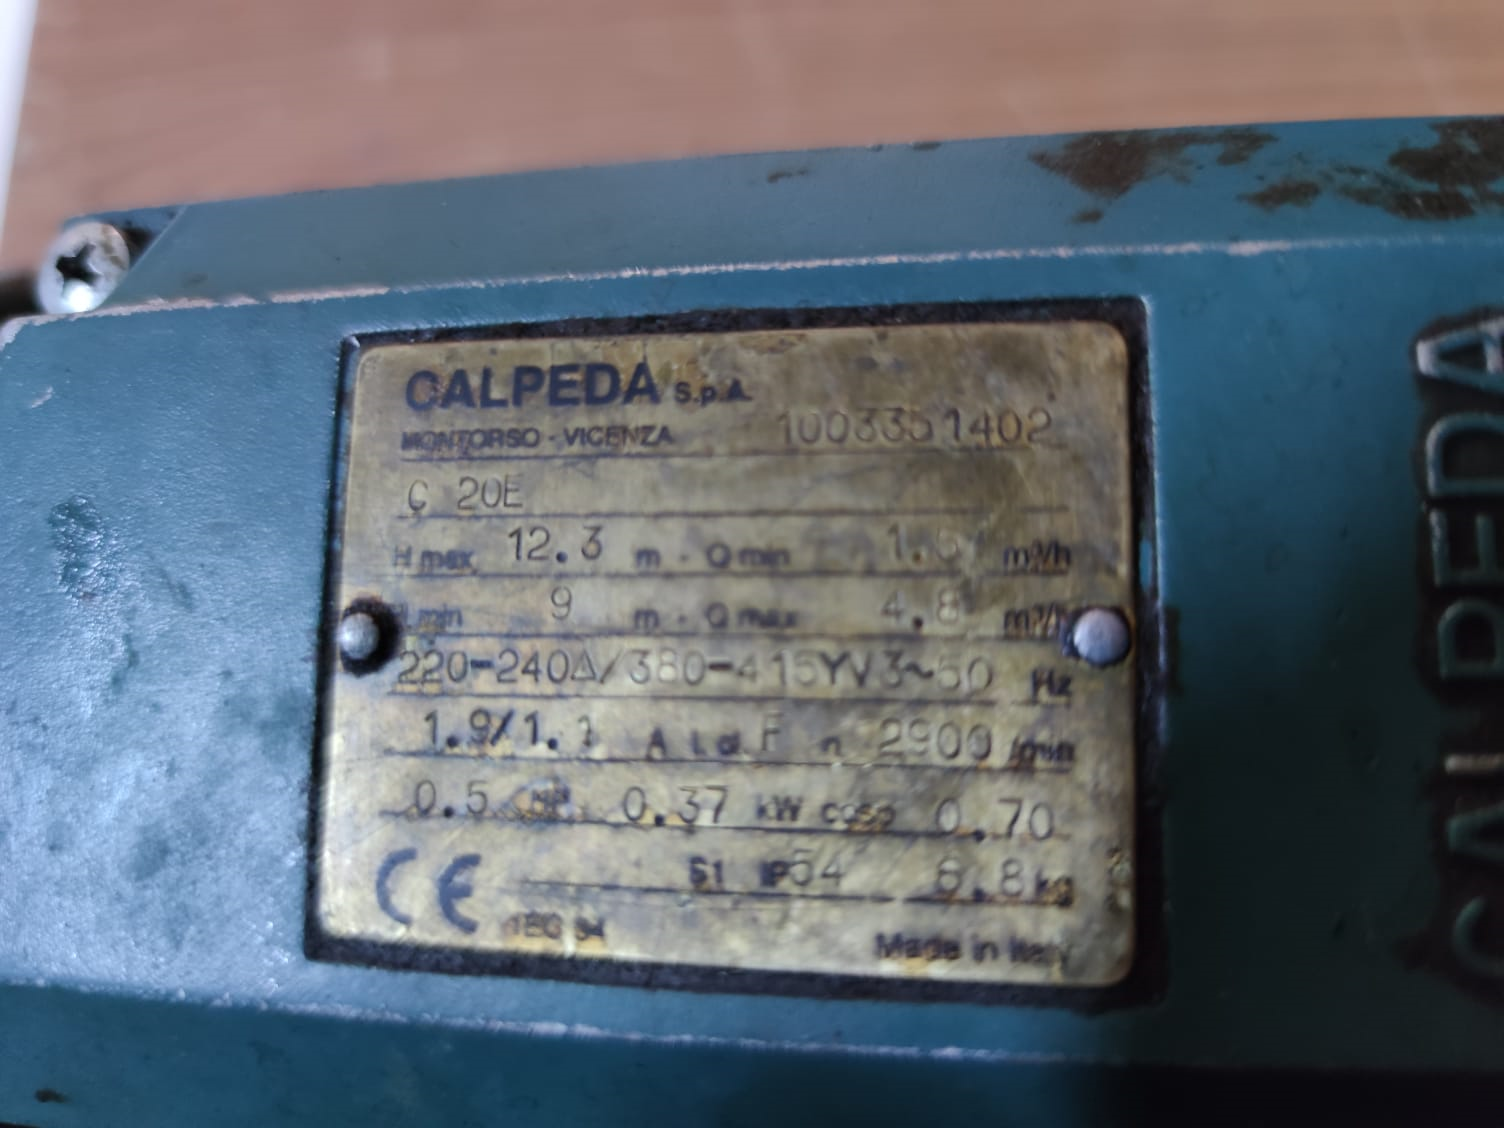 CALPEDA S.p.A.
MONTORSO - VICENZA 1003351402
C 20E
H max 12.3 m - Q min m³/h
H min 9 m - Q max 4.8 m³/h
220-240Δ/380-415YV3~50 Hz
1.9/1.1 A I.cl. F n 2900 /min
0.5 HP 0.37 kW cosφ 0.70
S1 IP54 6.8 kg
CE IEC 34 Made in Italy
CALPEDA